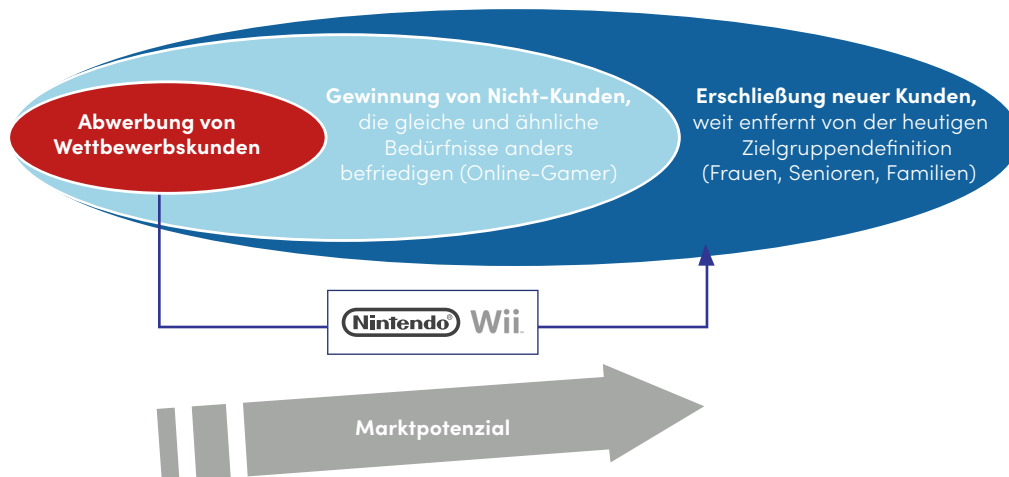 Abwerbung von
Wettbewerbskunden
Gewinnung von Nicht-Kunden,
die gleiche und ähnliche
Bedürfnisse anders
befriedigen (Online-Gamer)
Erschließung neuer Kunden,
weit entfernt von der heutigen
Zielgruppendefinition
(Frauen, Senioren, Familien)
Nintendo® Wii™
Marktpotenzial